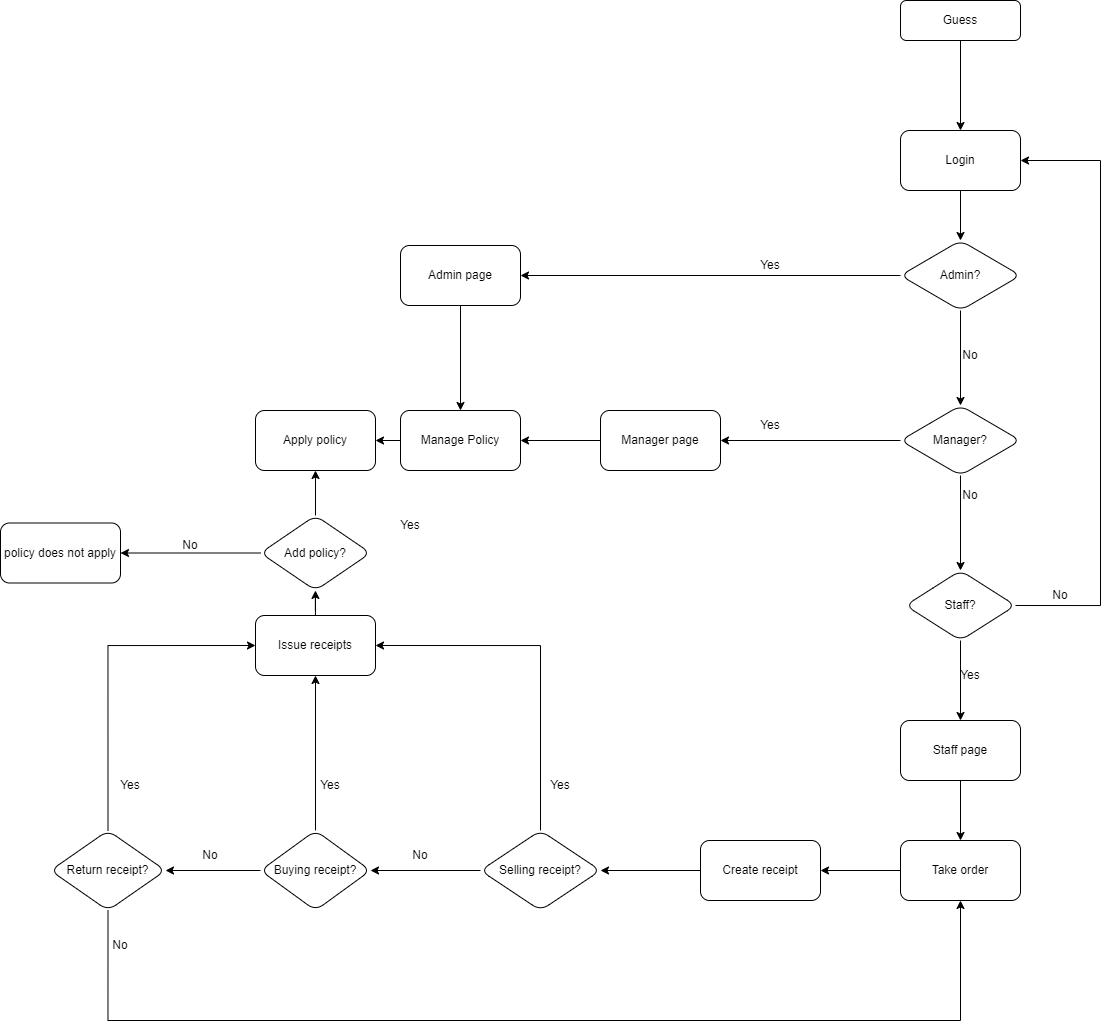 Guess
Login
Admin?
Yes
Admin page
No
Apply policy
Manage Policy
Manager page
Yes
Manager?
No
Yes
policy does not apply
No
Add policy?
Staff?
No
Issue receipts
Yes
Staff page
Yes
Yes
Yes
Return receipt?
No
Buying receipt?
No
Selling receipt?
Create receipt
Take order
No